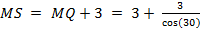 MS = MQ + 3 = 3 + 3/cos(30)